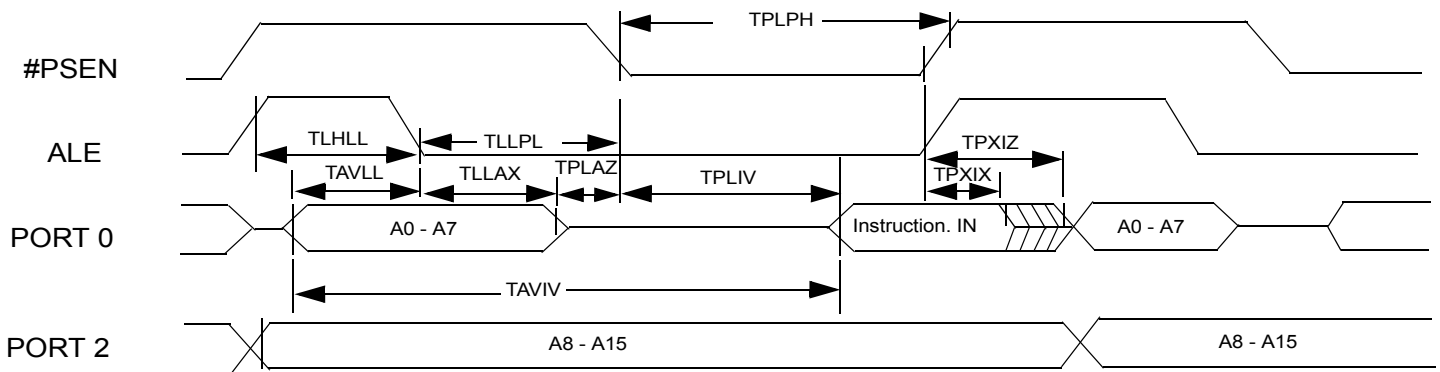 TPLPH
#PSEN
ALE
TLHLL
TLLPL
TPXIZ
TAVLL
TLLAX
TPLAZ
TPLIV
TPXIX
PORT 0
A0 - A7
Instruction. IN
A0 - A7
TAVIV
PORT 2
A8 - A15
A8 - A15